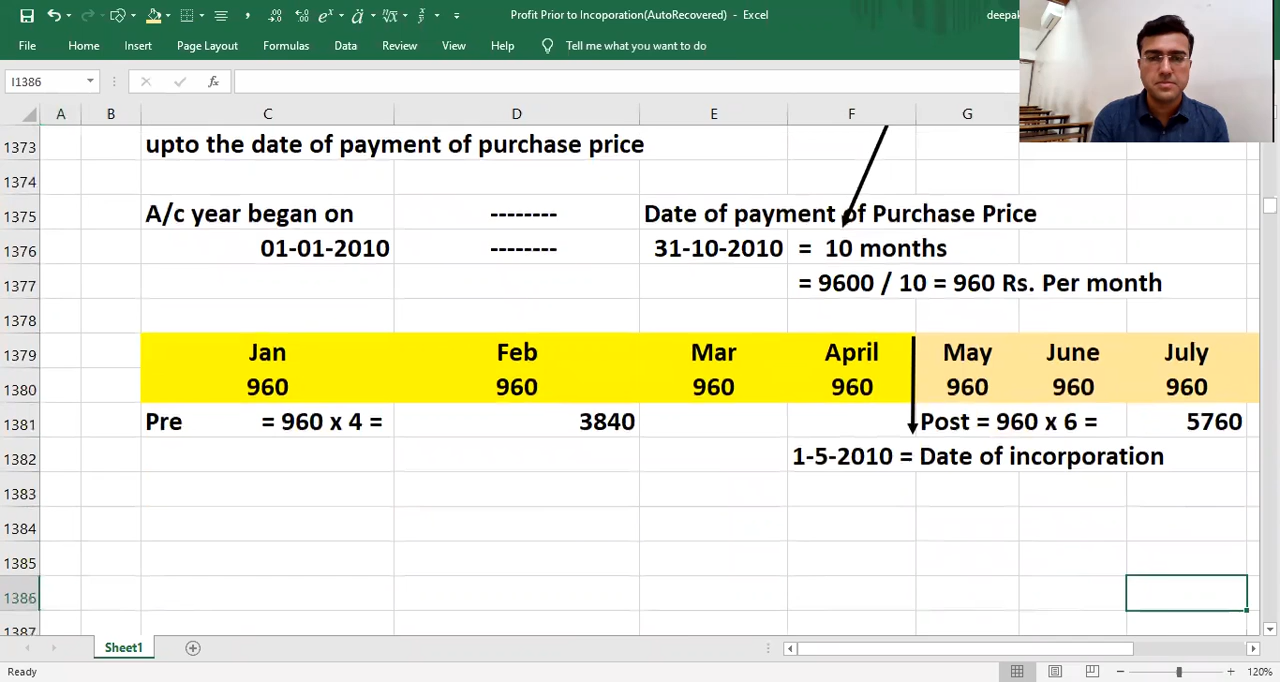 Profit Prior to Incoporation(AutoRecovered) - Excel
deepak
File Home Insert Page Layout Formulas Data Review View Help Tell me what you want to do
I1386 fx
A B C D E F G
1373 upto the date of payment of purchase price
1374
1375 A/c year began on -------- Date of payment of Purchase Price
1376 01-01-2010 -------- 31-10-2010 = 10 months
1377 = 9600 / 10 = 960 Rs. Per month
1378
1379 Jan Feb Mar April May June July
1380 960 960 960 960 960 960 960
1381 Pre = 960 x 4 = 3840 Post = 960 x 6 = 5760
1382 1-5-2010 = Date of incorporation
1383
1384
1385
1386
1387
Sheet1
Ready 120%